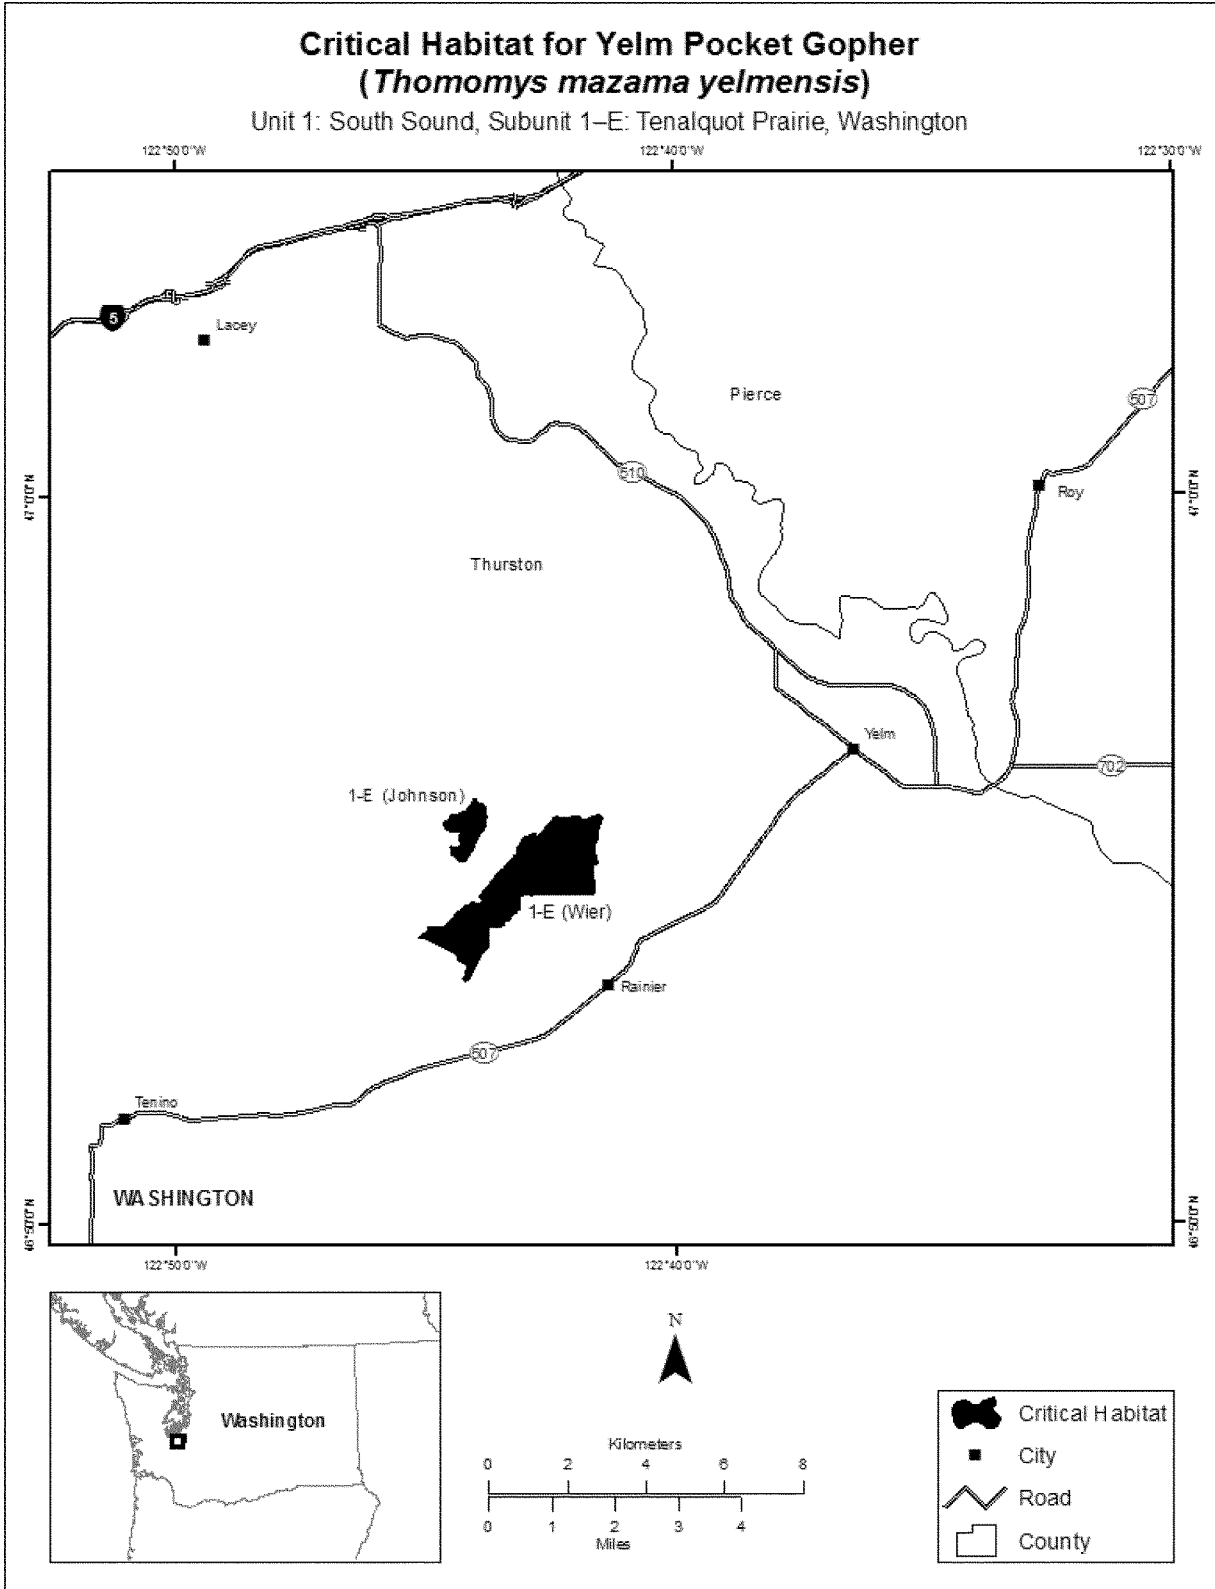 Critical Habitat for Yelm Pocket Gopher
(Thomomys mazama yelmensis)
Unit 1: South Sound, Subunit 1–E: Tenalquot Prairie, Washington
122°50'0"W 122°40'0"W 122°30'0"W
5
Lacey
Pierce
507
510
Roy
47°0'0"N 47°0'0"N
Thurston
Yelm
702
1-E (Johnson)
1-E (Wier)
Rainier
507
Tenino
WASHINGTON
46°50'0"N 46°50'0"N
122°50'0"W 122°40'0"W
N
Washington
Kilometers
0 2 4 6 8
0 1 2 3 4
Miles
Critical Habitat
City
Road
County